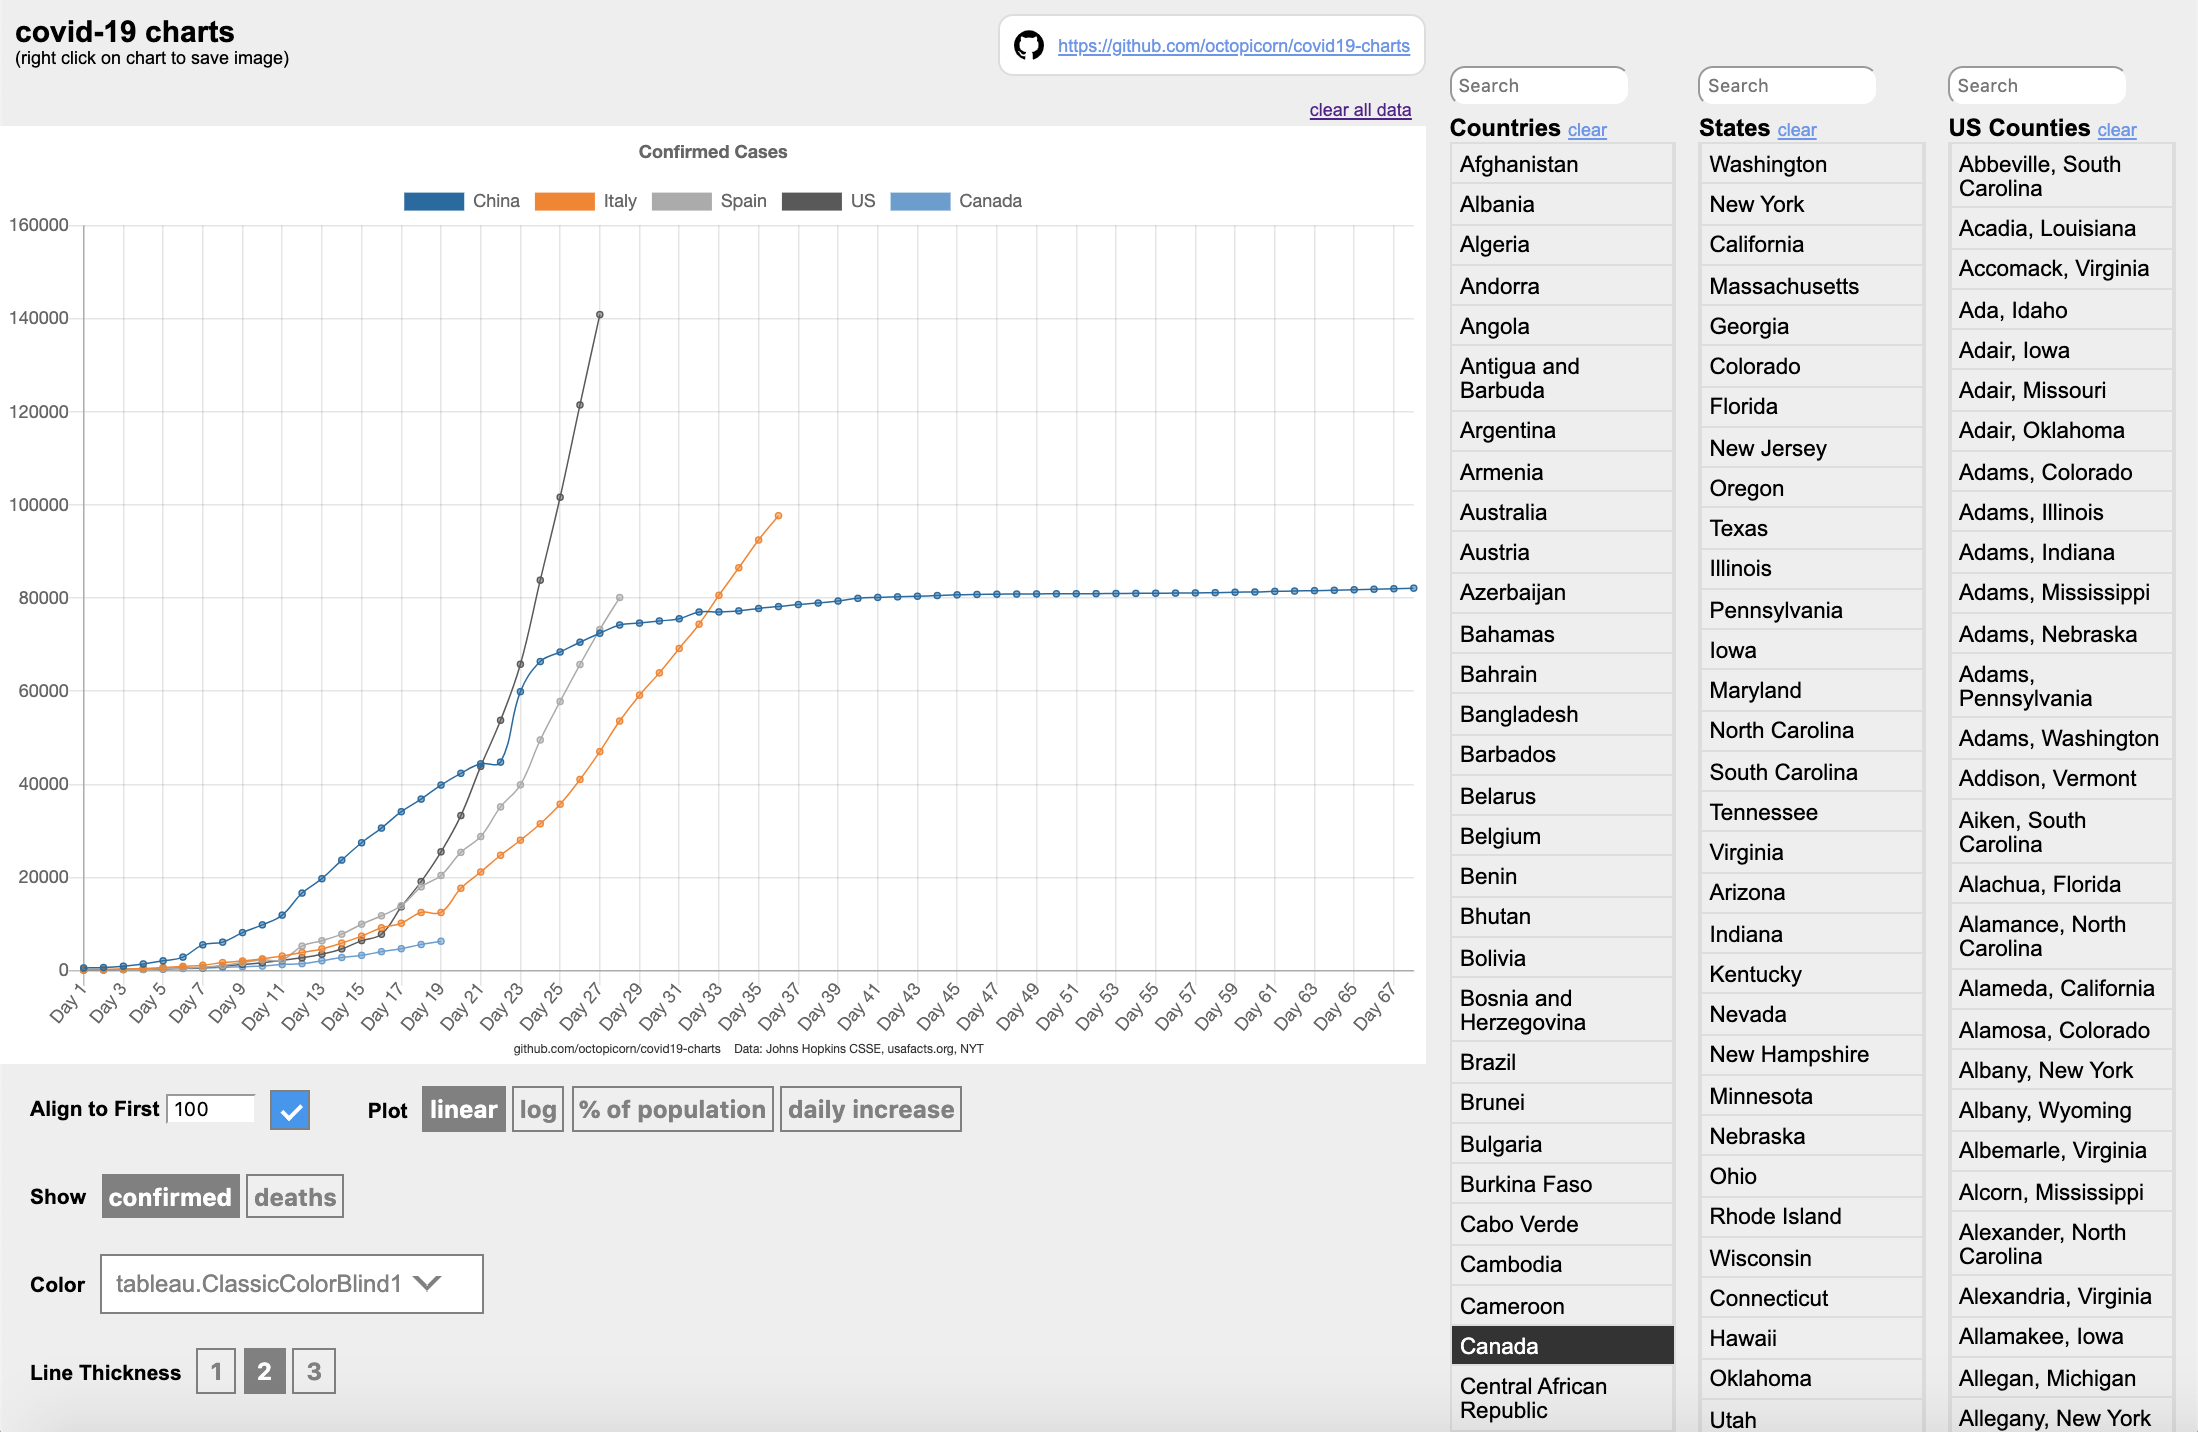 covid-19 charts
(right click on chart to save image)
https://github.com/octopicorn/covid19-charts
clear all data
Confirmed Cases
China Italy Spain US Canada
160000
140000
120000
100000
80000
60000
40000
20000
0
Day 1 Day 3 Day 5 Day 7 Day 9 Day 11 Day 13 Day 15 Day 17 Day 19 Day 21 Day 23 Day 25 Day 27 Day 29 Day 31 Day 33 Day 35 Day 37 Day 39 Day 41 Day 43 Day 45 Day 47 Day 49 Day 51 Day 53 Day 55 Day 57 Day 59 Day 61 Day 63 Day 65 Day 67
github.com/octopicorn/covid19-charts Data: Johns Hopkins CSSE, usafacts.org, NYT
Align to First 100 Plot linear log % of population daily increase
Show confirmed deaths
Color tableau.ClassicColorBlind1
Line Thickness 1 2 3
Search
Countries clear
Afghanistan
Albania
Algeria
Andorra
Angola
Antigua and
Barbuda
Argentina
Armenia
Australia
Austria
Azerbaijan
Bahamas
Bahrain
Bangladesh
Barbados
Belarus
Belgium
Benin
Bhutan
Bolivia
Bosnia and
Herzegovina
Brazil
Brunei
Bulgaria
Burkina Faso
Cabo Verde
Cambodia
Cameroon
Canada
Central African
Republic
Search
States clear
Washington
New York
California
Massachusetts
Georgia
Colorado
Florida
New Jersey
Oregon
Texas
Illinois
Pennsylvania
Iowa
Maryland
North Carolina
South Carolina
Tennessee
Virginia
Arizona
Indiana
Kentucky
Nevada
New Hampshire
Minnesota
Nebraska
Ohio
Rhode Island
Wisconsin
Connecticut
Hawaii
Oklahoma
Utah
Search
US Counties clear
Abbeville, South
Carolina
Acadia, Louisiana
Accomack, Virginia
Ada, Idaho
Adair, Iowa
Adair, Missouri
Adair, Oklahoma
Adams, Colorado
Adams, Illinois
Adams, Indiana
Adams, Mississippi
Adams, Nebraska
Adams,
Pennsylvania
Adams, Washington
Addison, Vermont
Aiken, South
Carolina
Alachua, Florida
Alamance, North
Carolina
Alameda, California
Alamosa, Colorado
Albany, New York
Albany, Wyoming
Albemarle, Virginia
Alcorn, Mississippi
Alexander, North
Carolina
Alexandria, Virginia
Allamakee, Iowa
Allegan, Michigan
Allegany, New York